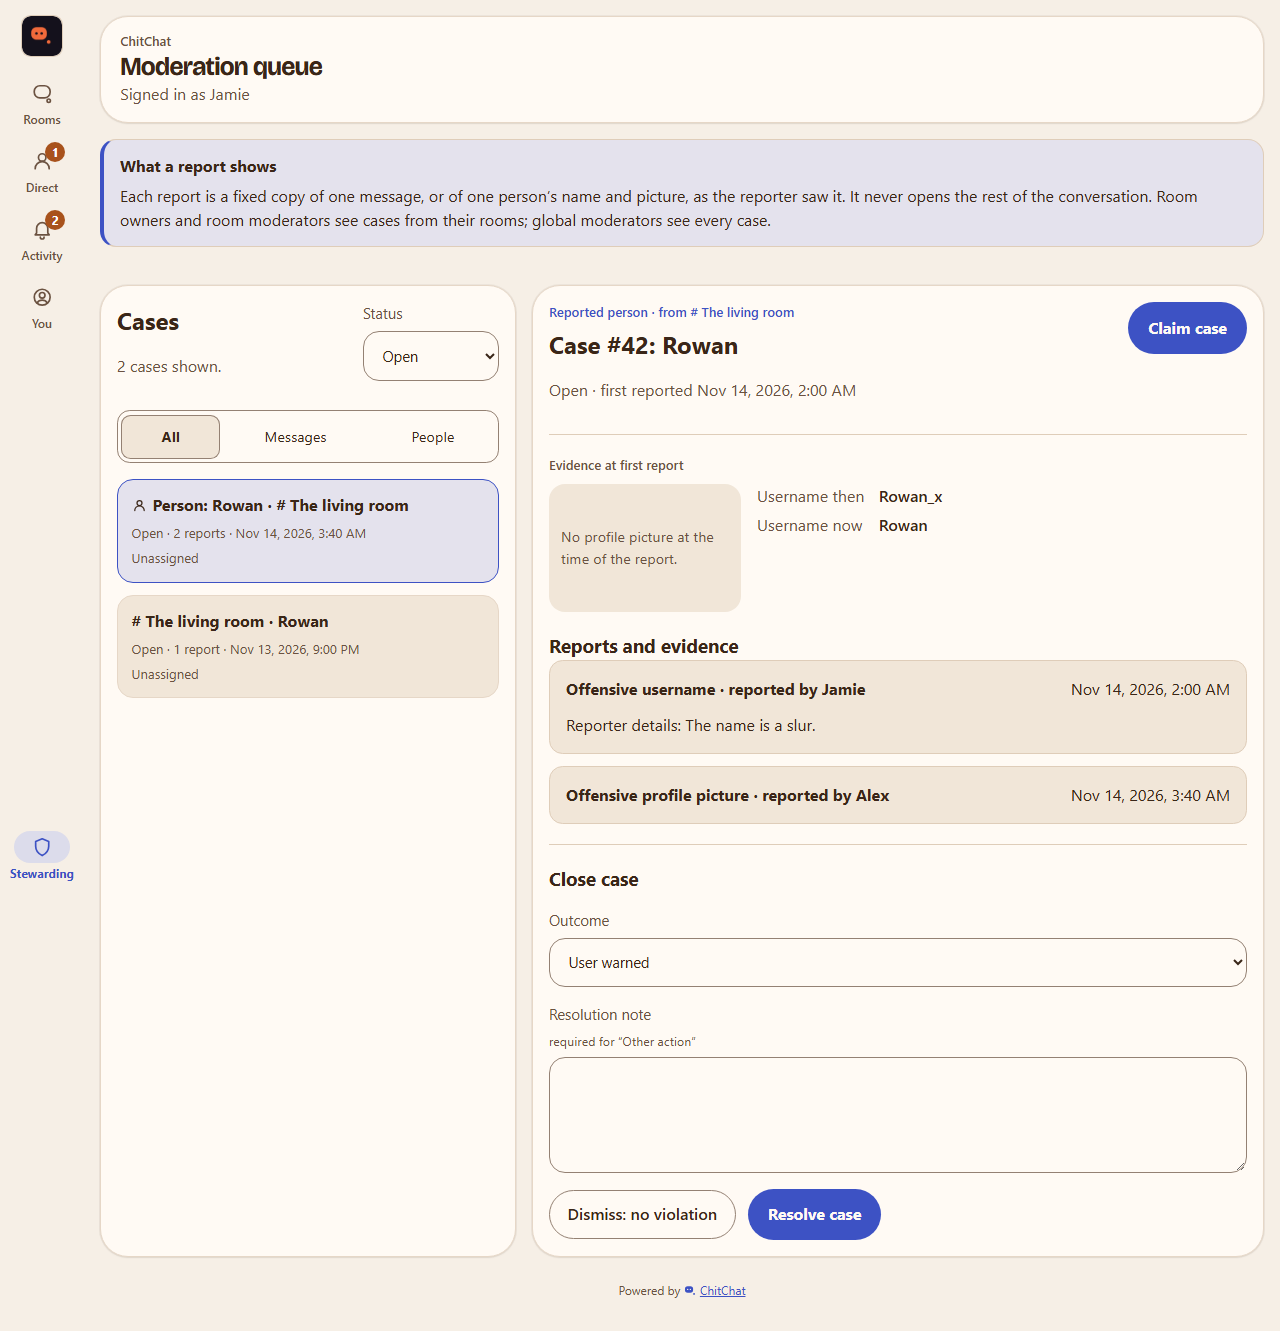 ChitChat
Moderation queue
Signed in as Jamie
Rooms
1
Direct
2
Activity
You
Stewarding
What a report shows
Each report is a fixed copy of one message, or of one person's name and picture, as the reporter saw it. It never opens the rest of the conversation. Room
owners and room moderators see cases from their rooms; global moderators see every case.
Cases
2 cases shown.
Status
Open
All
Messages
People
Person: Rowan · # The living room
Open · 2 reports · Nov 14, 2026, 3:40 AM
Unassigned
# The living room · Rowan
Open · 1 report · Nov 13, 2026, 9:00 PM
Unassigned
Reported person · from # The living room
Case #42: Rowan
Open · first reported Nov 14, 2026, 2:00 AM
Claim case
Evidence at first report
No profile picture at the
time of the report.
Username then Rowan_x
Username now Rowan
Reports and evidence
Offensive username · reported by Jamie Nov 14, 2026, 2:00 AM
Reporter details: The name is a slur.
Offensive profile picture · reported by Alex Nov 14, 2026, 3:40 AM
Close case
Outcome
User warned
Resolution note
required for “Other action”
Dismiss: no violation
Resolve case
Powered by ChitChat